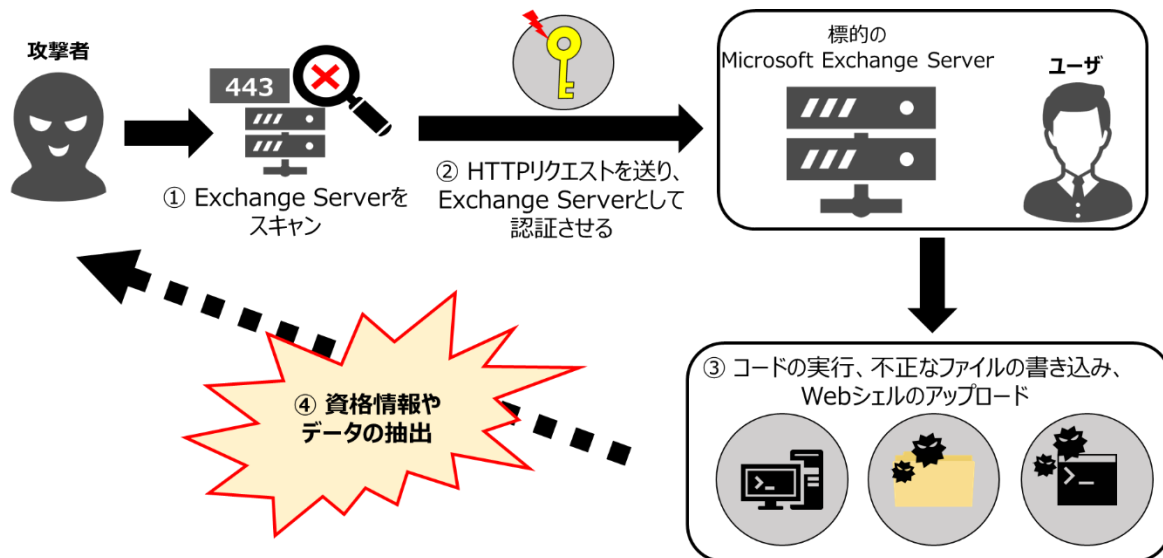 攻撃者
443
① Exchange Serverを
スキャン
② HTTPリクエストを送り、
Exchange Serverとして
認証させる
標的の
Microsoft Exchange Server
ユーザ
③ コードの実行、不正なファイルの書き込み、
Webシェルのアップロード
>_
>_
④ 資格情報や
データの抽出